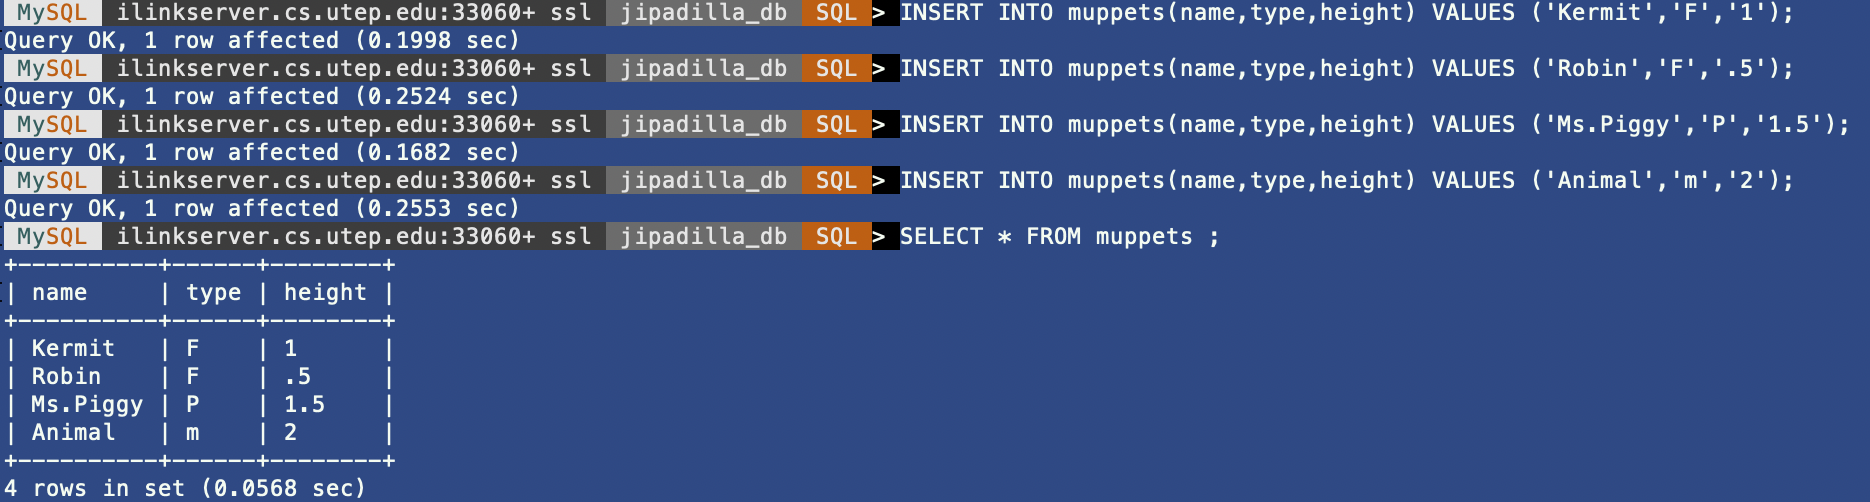 MySQL ilinkserver.cs.utep.edu:33060+ ssl jipadilla_db SQL > INSERT INTO muppets(name,type,height) VALUES ('Kermit','F','1');
Query OK, 1 row affected (0.1998 sec)
MySQL ilinkserver.cs.utep.edu:33060+ ssl jipadilla_db SQL > INSERT INTO muppets(name,type,height) VALUES ('Robin','F','.5');
Query OK, 1 row affected (0.2524 sec)
MySQL ilinkserver.cs.utep.edu:33060+ ssl jipadilla_db SQL > INSERT INTO muppets(name,type,height) VALUES ('Ms.Piggy','P','1.5');
Query OK, 1 row affected (0.1682 sec)
MySQL ilinkserver.cs.utep.edu:33060+ ssl jipadilla_db SQL > INSERT INTO muppets(name,type,height) VALUES ('Animal','m','2');
Query OK, 1 row affected (0.2553 sec)
MySQL ilinkserver.cs.utep.edu:33060+ ssl jipadilla_db SQL > SELECT * FROM muppets ;
+----------+------+--------+
| name     | type | height |
+----------+------+--------+
| Kermit   | F    | 1      |
| Robin    | F    | .5     |
| Ms.Piggy | P    | 1.5    |
| Animal   | m    | 2      |
+----------+------+--------+
4 rows in set (0.0568 sec)